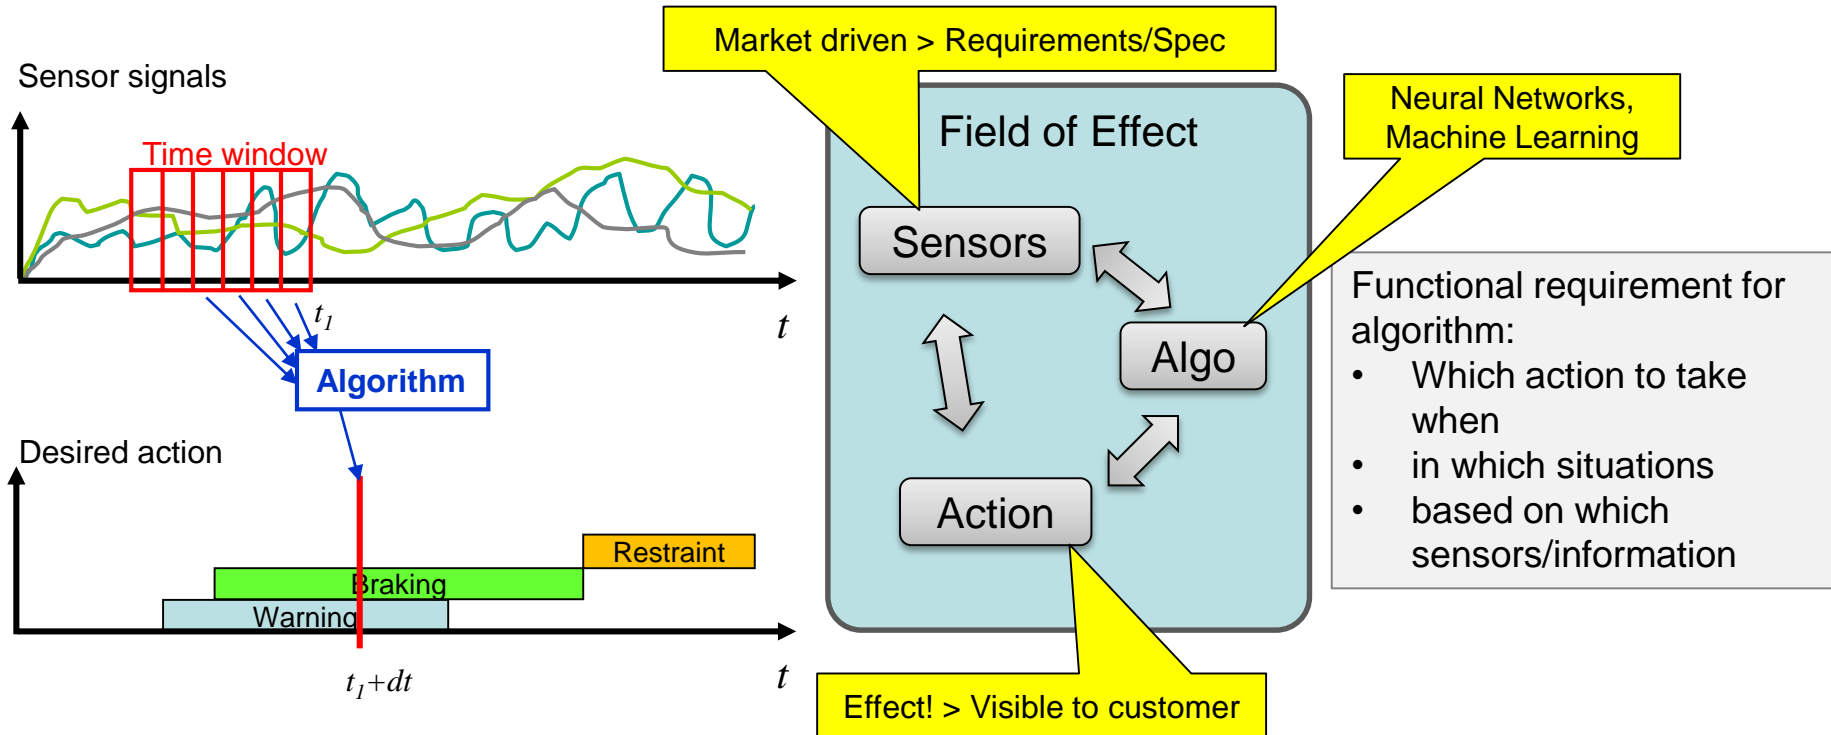 Sensor signals
Time window
t1
t
Algorithm
Desired action
Restraint
Braking
Warning
t1+dt
t
Market driven > Requirements/Spec
Field of Effect
Neural Networks,
Machine Learning
Sensors
Algo
Action
Effect! > Visible to customer
Functional requirement for
algorithm:
• Which action to take
when
• in which situations
• based on which
sensors/information